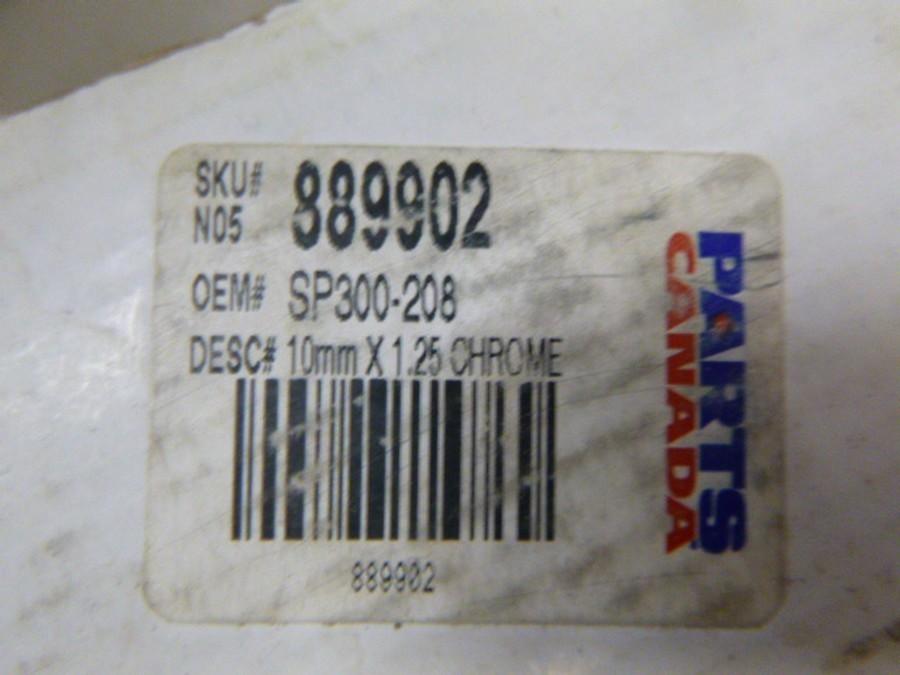 SKU# 889902
N05
OEM# SP300-208
DESC# 10mm X 1.25 CHROME
889902
PARTS
CANADA